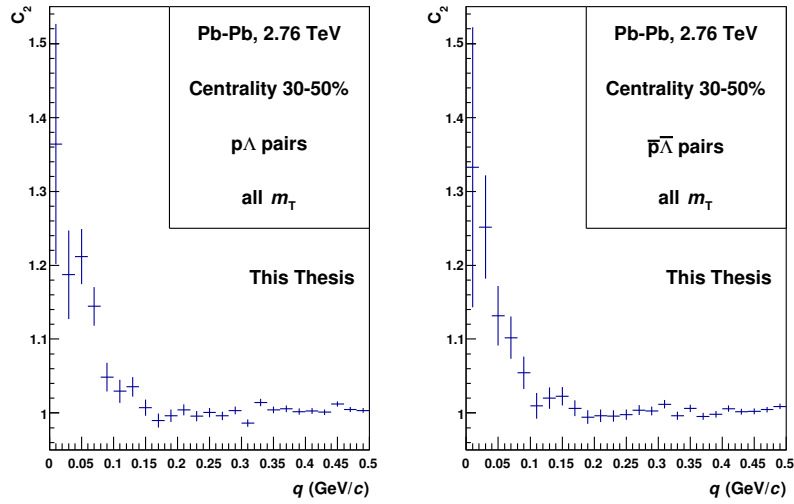 C₂
1.5
1.4
1.3
1.2
1.1
1
0 0.05 0.1 0.15 0.2 0.25 0.3 0.35 0.4 0.45 0.5
q (GeV/c)
Pb-Pb, 2.76 TeV
Centrality 30-50%
pΛ pairs
all m_T
This Thesis
C₂
1.5
1.4
1.3
1.2
1.1
1
0 0.05 0.1 0.15 0.2 0.25 0.3 0.35 0.4 0.45 0.5
q (GeV/c)
Pb-Pb, 2.76 TeV
Centrality 30-50%
p̅Λ̅ pairs
all m_T
This Thesis